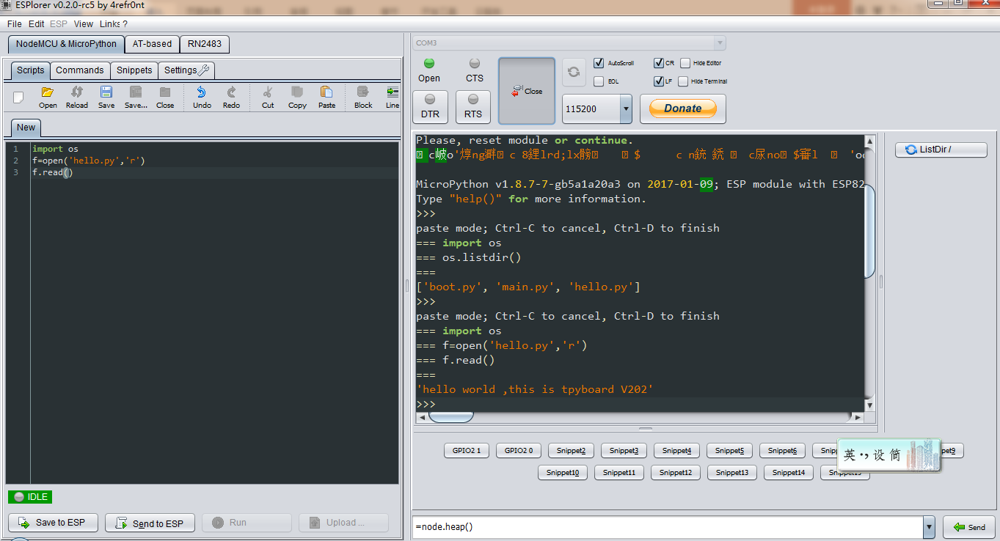 ESPlorer v0.2.0-rc5 by 4refr0nt
File Edit ESP View Links ?
NodeMCU & MicroPython AT-based RN2483
Scripts Commands Snippets Settings
Open Reload Save Save... Close Undo Redo Cut Copy Paste Block Line
New
1 import os
2 f=open('hello.py','r')
3 f.read()
IDLE
Save to ESP Send to ESP Run Upload ...
COM3
Open CTS Close
DTR RTS
AutoScroll CR Hide Editor
EOL LF Hide Terminal
115200 Donate
Please, reset module or continue.
MicroPython v1.8.7-7-gb5a1a20a3 on 2017-01-09; ESP module with ESP82
Type "help()" for more information.
>>>
paste mode; Ctrl-C to cancel, Ctrl-D to finish
=== import os
=== os.listdir()
===
['boot.py', 'main.py', 'hello.py']
>>>
paste mode; Ctrl-C to cancel, Ctrl-D to finish
=== import os
=== f=open('hello.py','r')
=== f.read()
===
'hello world ,this is tpyboard V202'
>>>
ListDir /
GPIO2 1 GPIO2 0 Snippet2 Snippet3 Snippet4 Snippet5 Snippet6
Snippet10 Snippet11 Snippet12 Snippet13 Snippet14
英 设 简
=node.heap()
Send